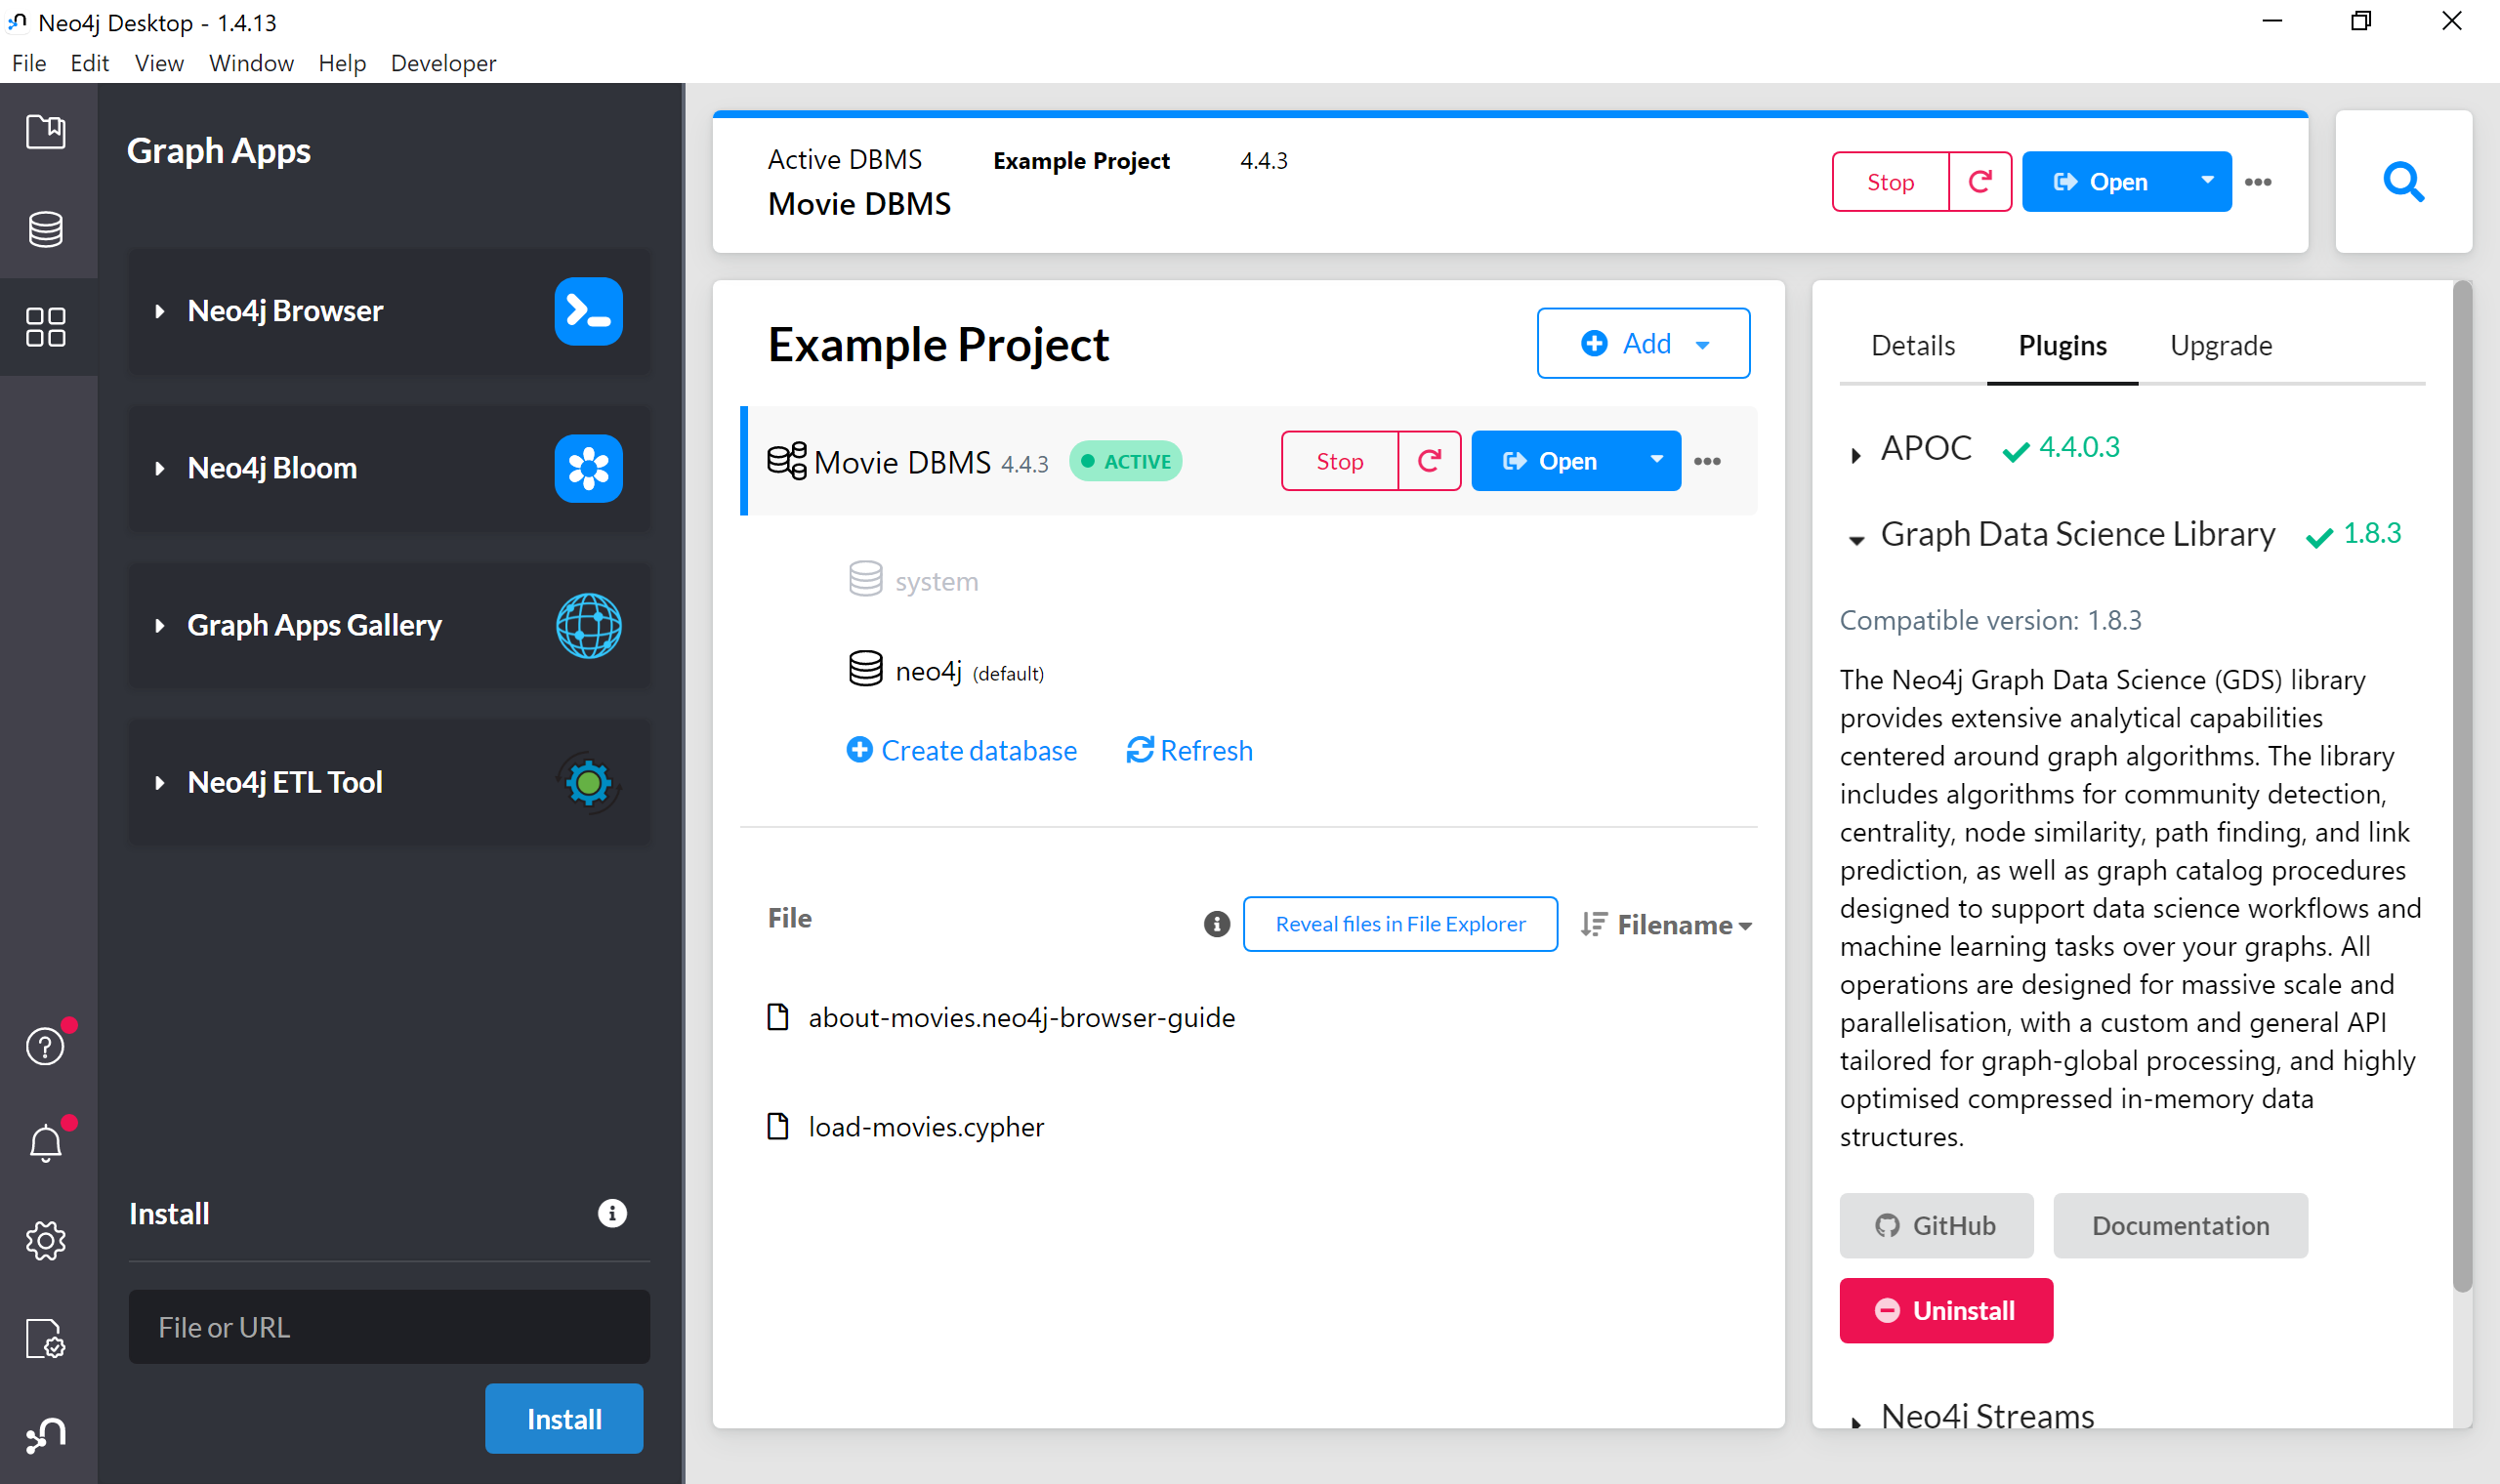 Neo4j Desktop - 1.4.13
File Edit View Window Help Developer
Graph Apps
Neo4j Browser
Neo4j Bloom
Graph Apps Gallery
Neo4j ETL Tool
Install
File or URL
Install
Active DBMS Example Project 4.4.3
Movie DBMS
Stop Open
Example Project
Add
Movie DBMS 4.4.3 ACTIVE Stop Open
system
neo4j (default)
Create database Refresh
File Reveal files in File Explorer Filename
about-movies.neo4j-browser-guide
load-movies.cypher
Details Plugins Upgrade
APOC 4.4.0.3
Graph Data Science Library 1.8.3
Compatible version: 1.8.3
The Neo4j Graph Data Science (GDS) library
provides extensive analytical capabilities
centered around graph algorithms. The library
includes algorithms for community detection,
centrality, node similarity, path finding, and link
prediction, as well as graph catalog procedures
designed to support data science workflows and
machine learning tasks over your graphs. All
operations are designed for massive scale and
parallelisation, with a custom and general API
tailored for graph-global processing, and highly
optimised compressed in-memory data
structures.
GitHub Documentation
Uninstall
Neo4j Streams